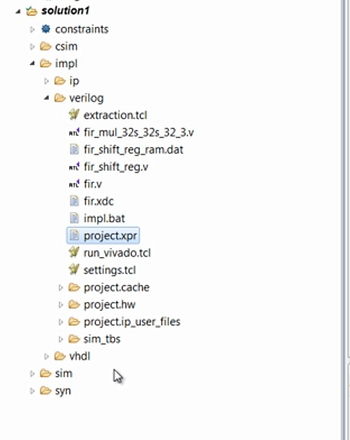 solution1
constraints
csim
impl
ip
verilog
extraction.tcl
fir_mul_32s_32s_32_3.v
fir_shift_reg_ram.dat
fir_shift_reg.v
fir.v
fir.xdc
impl.bat
project.xpr
run_vivado.tcl
settings.tcl
project.cache
project.hw
project.ip_user_files
sim_tbs
vhdl
sim
syn